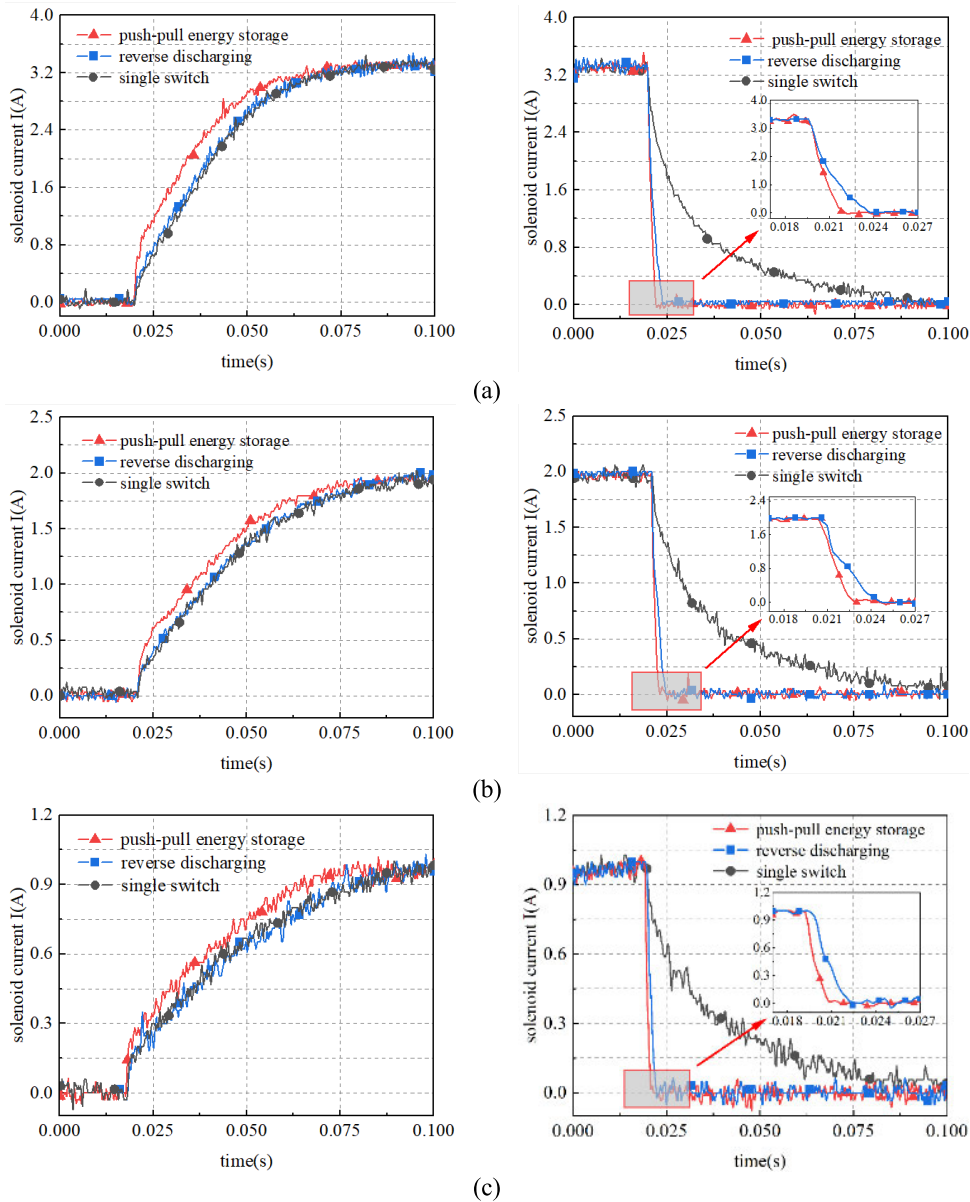 4.0
3.2
2.4
1.6
0.8
0.0
solenoid current I(A)
push-pull energy storage
reverse discharging
single switch
0.000 0.025 0.050 0.075 0.100
time(s)
4.0
3.2
2.4
1.6
0.8
0.0
solenoid current I(A)
push-pull energy storage
reverse discharging
single switch
4.0
3.0
2.0
1.0
0.0
0.018 0.021 0.024 0.027
0.000 0.025 0.050 0.075 0.100
time(s)
(a)
2.5
2.0
1.5
1.0
0.5
0.0
solenoid current I(A)
push-pull energy storage
reverse discharging
single switch
0.000 0.025 0.050 0.075 0.100
time(s)
2.5
2.0
1.5
1.0
0.5
0.0
solenoid current I(A)
push-pull energy storage
reverse discharging
single switch
2.4
1.6
0.8
0.0
0.018 0.021 0.024 0.027
0.000 0.025 0.050 0.075 0.100
time(s)
(b)
1.2
0.9
0.6
0.3
0.0
solenoid current I(A)
push-pull energy storage
reverse discharging
single switch
0.000 0.025 0.050 0.075 0.100
time(s)
1.2
0.9
0.6
0.3
0.0
solenoid current I(A)
push-pull energy storage
reverse discharging
single switch
1.2
0.9
0.6
0.3
0.0
0.018 0.021 0.024 0.027
0.000 0.025 0.050 0.075 0.100
time(s)
(c)